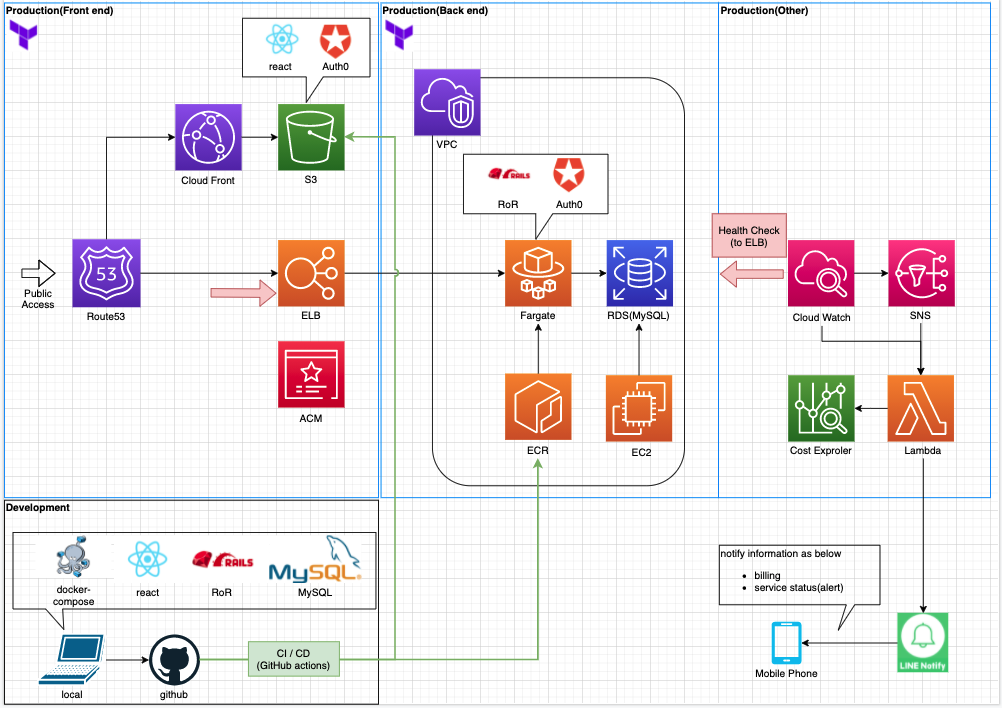 Production(Front end)
Production(Back end)
Production(Other)
react
Auth0
Cloud Front
S3
VPC
RAILS
RoR
Auth0
Health Check
(to ELB)
53
Public
Access
Route53
ELB
Fargate
RDS(MySQL)
Cloud Watch
SNS
ACM
ECR
EC2
Cost Exproler
Lambda
Development
RAILS
MySQL
docker-
compose
react
RoR
MySQL
notify information as below
• billing
• service status(alert)
CI / CD
(GitHub actions)
local
github
Mobile Phone
LINE Notify